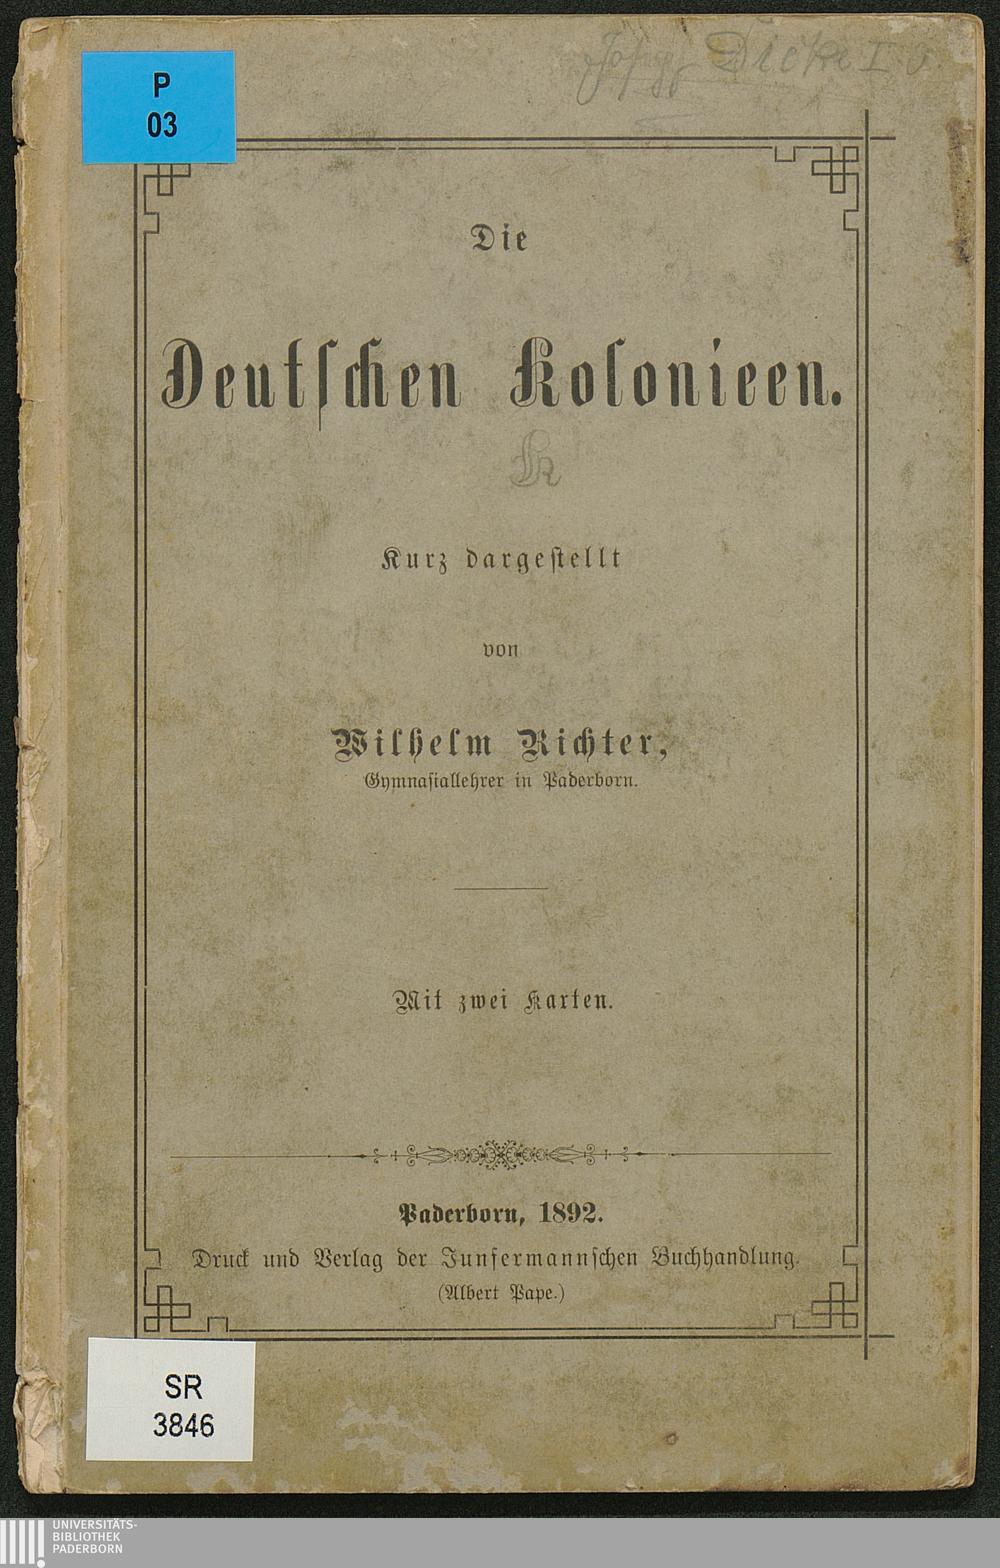 P
03
Die
Deutschen Kolonieen.
K
Kurz dargestellt
von
Wilhelm Richter,
Gymnasiallehrer in Paderborn.
Mit zwei Karten.
Paderborn, 1892.
Druck und Verlag der Junfermannschen Buchhandlung.
(Albert Pape.)
SR
3846
UNIVERSITÄTS-
BIBLIOTHEK
PADERBORN